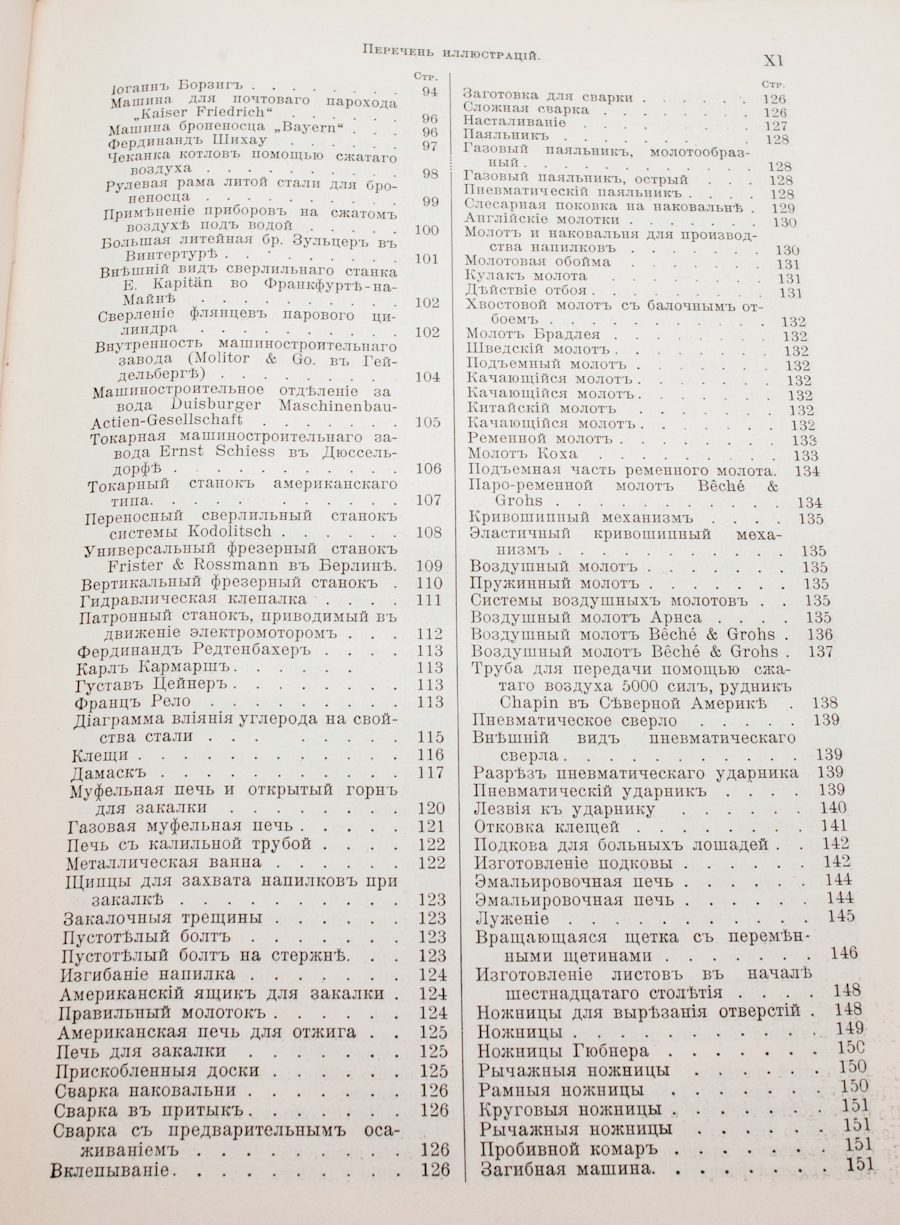 Перечень иллюстрацій.
XI
Стр.
Іоганнъ Борзигъ . . . . . . . . 94
Машина для почтоваго парохода
„Kaiser Friedrich“ . . . . . . 96
Машина броненосца „Bayern“ . . . 96
Фердинандъ Шихау . . . . . . 97
Чеканка котловъ помощью сжатаго
воздуха . . . . . . . . . 98
Рулевая рама литой стали для бро-
неносца . . . . . . . . . 99
Примѣненіе приборовъ на сжатомъ
воздухѣ подъ водой . . . . . 100
Большая литейная бр. Зульцеръ въ
Винтертурѣ . . . . . . . . 101
Внѣшній видъ сверлильнаго станка
E. Kapitän во Франкфуртѣ-на-
Майнѣ . . . . . . . . . 102
Сверленіе флянцевъ парового ци-
линдра . . . . . . . . . 102
Внутренность машиностроительнаго
завода (Molitor & Go. въ Гей-
дельбергѣ) . . . . . . . . 104
Машиностроительное отдѣленіе за
вода Duisburger Maschinenbau-
Actien-Gesellschaft . . . . . . . 105
Токарная машиностроительнаго за-
вода Ernst Schiess въ Дюссель-
дорфѣ . . . . . . . . . . 106
Токарный станокъ американскаго
типа. . . . . . . . . . 107
Переносный сверлильный станокъ
системы Kodolitsch . . . . . . 108
Универсальный фрезерный станокъ
Frister & Rossmann въ Берлинѣ. 109
Вертикальный фрезерный станокъ . 110
Гидравлическая клепалка . . . . 111
Патронный станокъ, приводимый въ
движеніе электромоторомъ . . . 112
Фердинандъ Редтенбахеръ . . . . 113
Карлъ Кармаршъ. . . . . . 113
Густавъ Цейнеръ . . . . . . . . 113
Францъ Рело . . . . . . . . . 113
Діаграмма вліянія углерода на свой-
ства стали . . . . . . . . 115
Клещи . . . . . . . . . . . . 116
Дамаскъ . . . . . . . . . . . 117
Муфельная печь и открытый горнъ
для закалки . . . . . . . 120
Газовая муфельная печь . . . . . 121
Печь съ калильной трубой . . . . 122
Металлическая ванна . . . . . . 122
Щипцы для захвата напилковъ при
закалкѣ . . . . . . . . . 123
Закалочныя трещины . . . . . . 123
Пустотѣлый болтъ . . . . . . . 123
Пустотѣлый болтъ на стержнѣ. . . 123
Изгибаніе напилка . . . . . . . 124
Американскій ящикъ для закалки . 124
Правильный молотокъ . . . . . . 124
Американская печь для отжига . . 125
Печь для закалки . . . . . . . 125
Прискобленныя доски . . . . . . 125
Сварка наковальни . . . . . . . 126
Сварка въ притыкъ. . . . . . . 126
Сварка съ предварительнымъ оса-
живаніемъ . . . . . . . . . 126
Вклепываніе. . . . . . . . . . 126
Стр.
Заготовка для сварки . . . . . . 126
Сложная сварка . . . . . . . . 126
Насталиваніе . . . . . . . . 127
Паяльникъ . . . . . . . . . 128
Газовый паяльникъ, молотообраз-
ный . . . . . . . . . . 128
Газовый паяльникъ, острый . . . 128
Пневматическій паяльникъ . . . . 128
Слесарная поковка на наковальнѣ . 129
Англійскіе молотки . . . . . . . 130
Молотъ и наковальня для производ-
ства напилковъ . . . . . . 130
Молотовая обойма . . . . . . . 131
Кулакъ молота . . . . . . . 131
Дѣйствіе отбоя . . . . . . . . . 131
Хвостовой молотъ съ балочнымъ от-
боемъ . . . . . . . . . . 132
Молотъ Брадлея . . . . . . . . 132
Шведскій молотъ . . . . . . . . 132
Подъемный молотъ . . . . . . . 132
Качающійся молотъ . . . . . . . 132
Качающійся молотъ . . . . . . . 132
Китайскій молотъ . . . . . . . 132
Качающійся молотъ . . . . . . . 132
Ременной молотъ . . . . . . . . 133
Молотъ Коха . . . . . . . . . 133
Подъемная часть ременного молота. 134
Паро-ременной молотъ Bêché &
Grohs . . . . . . . . . . . 134
Кривошипный механизмъ . . . . 135
Эластичный кривошипный меха-
низмъ . . . . . . . . . . 135
Воздушный молотъ . . . . . . . 135
Пружинный молотъ . . . . . . . 135
Системы воздушныхъ молотовъ . . 135
Воздушный молотъ Арнса . . . . 135
Воздушный молотъ Bêché & Grohs . 136
Воздушный молотъ Bêché & Grohs . 137
Труба для передачи помощью сжа-
таго воздуха 5000 силъ, рудникъ
Chapin въ Сѣверной Америкѣ . 138
Пневматическое сверло . . . . . 139
Внѣшній видъ пневматическаго
сверла . . . . . . . . . . 139
Разрѣзъ пневматическаго ударника 139
Пневматическій ударникъ . . . . 139
Лезвія къ ударнику . . . . . . 140
Отковка клещей . . . . . . . . 141
Подкова для больныхъ лошадей . . 142
Изготовленіе подковы . . . . . . 142
Эмальировочная печь . . . . . . 144
Эмальировочная печь . . . . . . 144
Луженіе . . . . . . . . . . . 145
Вращающаяся щетка съ перемѣн-
ными щетинами . . . . . . . 146
Изготовленіе листовъ въ началѣ
шестнадцатаго столѣтія . . . . 148
Ножницы для вырѣзанія отверстій . 148
Ножницы . . . . . . . . . . . 149
Ножницы Гюбнера . . . . . . . 150
Рычажныя ножницы . . . . . . 150
Рамныя ножницы . . . . . . . 150
Круговыя ножницы . . . . . . . 151
Рычажныя ножницы . . . . . . 151
Пробивной комаръ . . . . . . . 151
Загибная машина. . . . . . . . 151